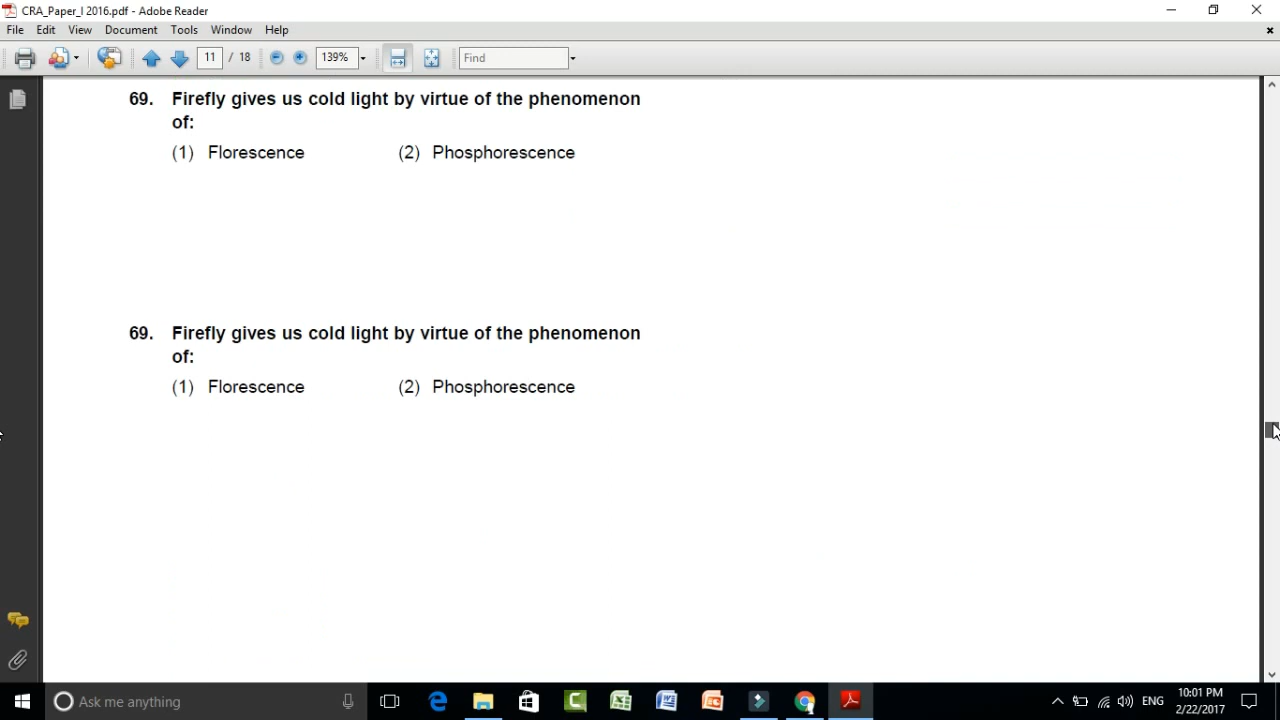 CRA_Paper_I 2016.pdf - Adobe Reader
File Edit View Document Tools Window Help
11 / 18 139% Find
69. Firefly gives us cold light by virtue of the phenomenon
of:
(1) Florescence (2) Phosphorescence
69. Firefly gives us cold light by virtue of the phenomenon
of:
(1) Florescence (2) Phosphorescence
Ask me anything
ENG
10:01 PM
2/22/2017